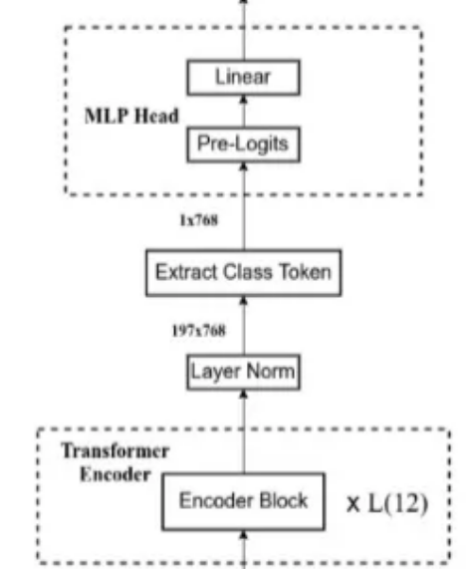 Linear
MLP Head
Pre-Logits
1x768
Extract Class Token
197x768
Layer Norm
Transformer
Encoder
Encoder Block x L(12)